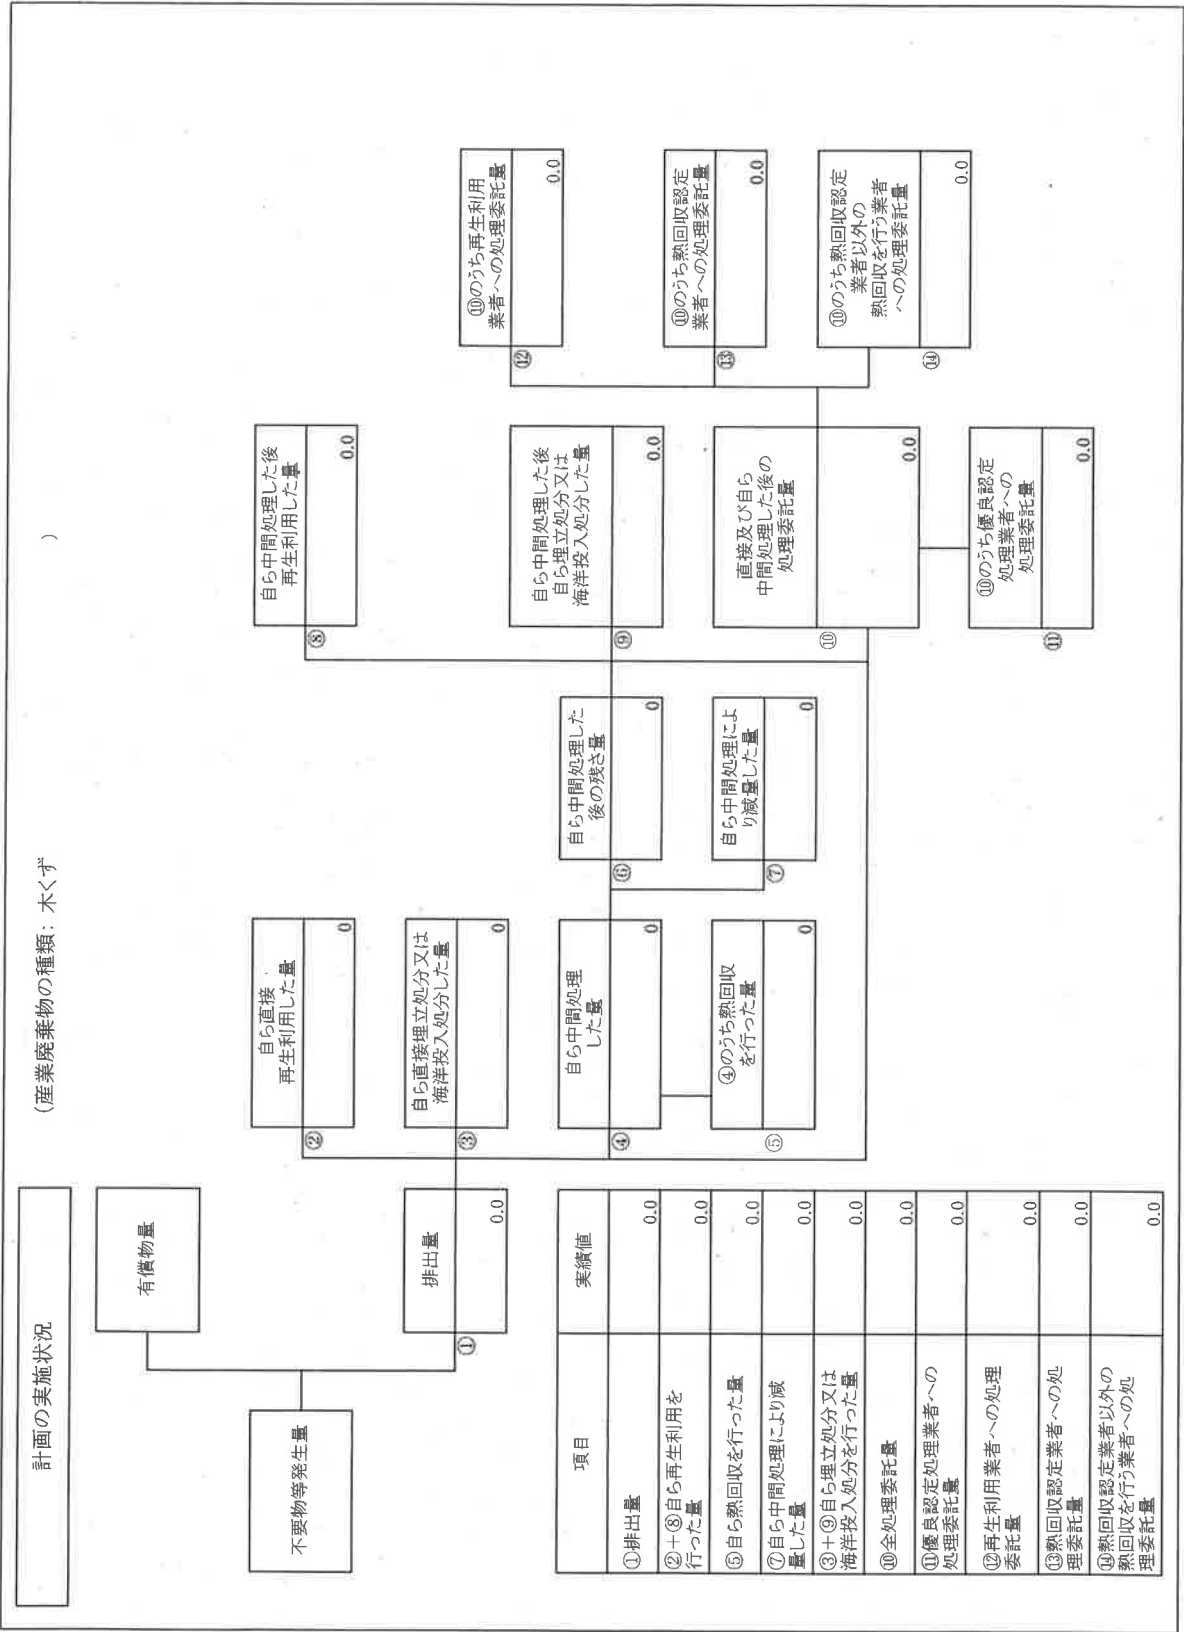 計画の実施状況
(産業廃棄物の種類: 木くず
)
不要物等発生量
有償物量
①
排出量
0.0
②
自ら直接
再生利用した量
0
③
自ら直接埋立処分又は
海洋投入処分した量
0
④
自ら中間処理
した量
0
⑤
④のうち熱回収
を行った量
0
⑥
自ら中間処理した
後の残さ量
0
⑦
自ら中間処理によ
り減量した量
0
⑧
自ら中間処理した後
再生利用した量
0.0
⑨
自ら中間処理した後
自ら埋立処分又は
海洋投入処分した量
0.0
⑩
直接及び自ら
中間処理した後の
処理委託量
0.0
⑪
⑩のうち優良認定
処理業者への
処理委託量
0.0
⑫
⑩のうち再生利用
業者への処理委託量
0.0
⑬
⑩のうち熱回収認定
業者への処理委託量
0.0
⑭
⑩のうち熱回収認定
業者以外の
熱回収を行う業者
への処理委託量
0.0
項目
実績値
①排出量
0.0
②+⑧自ら再生利用を
行った量
0.0
⑤自ら熱回収を行った量
0.0
⑦自ら中間処理により減
量した量
0.0
③+⑨自ら埋立処分又は
海洋投入処分を行った量
0.0
⑩全処理委託量
0.0
⑪優良認定処理業者への
処理委託量
0.0
⑫再生利用業者への処理
委託量
0.0
⑬熱回収認定業者への処
理委託量
0.0
⑭熱回収認定業者以外の
熱回収を行う業者への処
理委託量
0.0